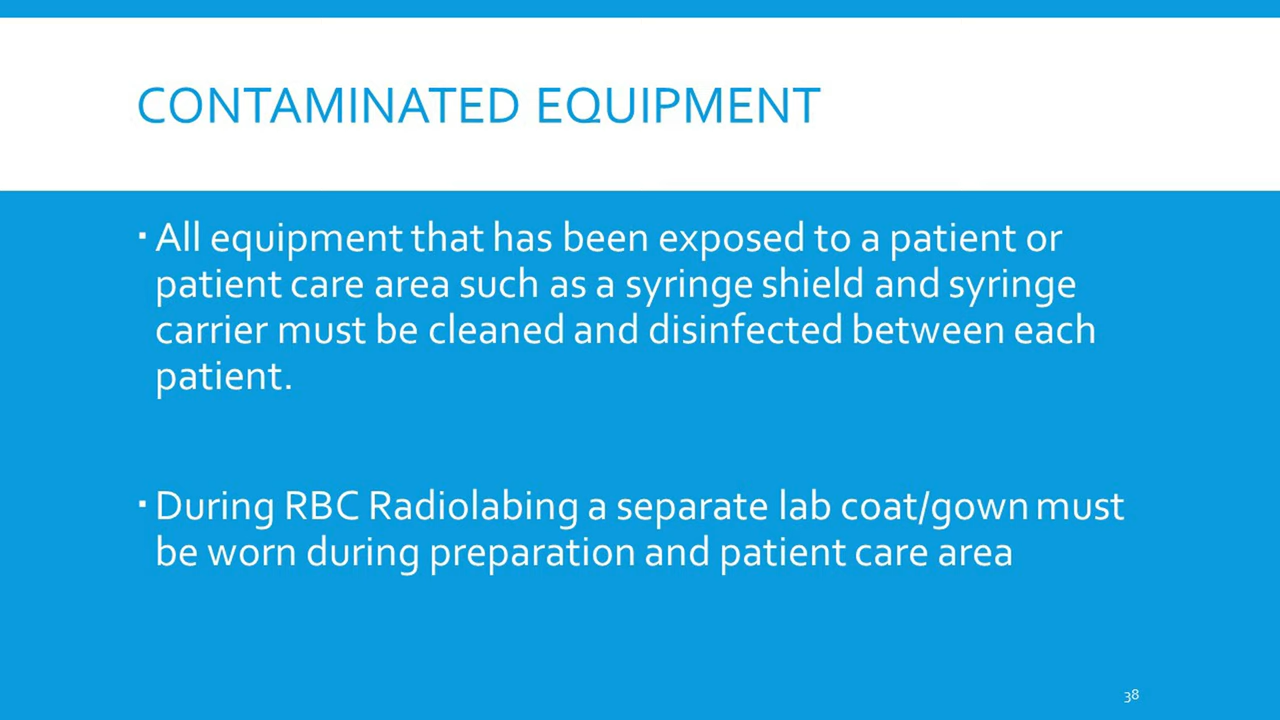 CONTAMINATED EQUIPMENT
▪ All equipment that has been exposed to a patient or
patient care area such as a syringe shield and syringe
carrier must be cleaned and disinfected between each
patient.
▪ During RBC Radiolabing a separate lab coat/gown must
be worn during preparation and patient care area
38